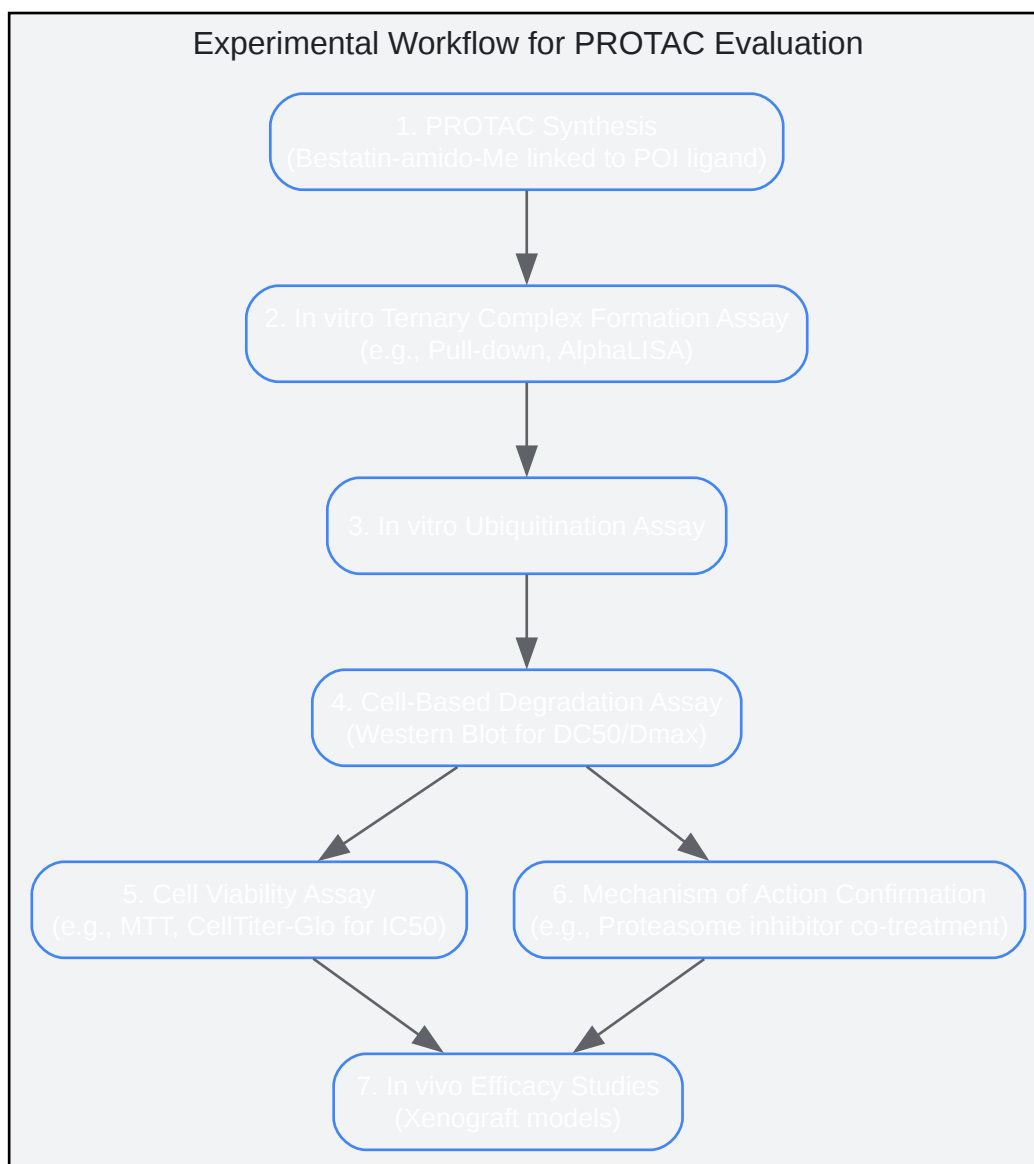 Experimental Workflow for PROTAC Evaluation
1. PROTAC Synthesis
(Bestatin-amido-Me linked to POI ligand)
2. In vitro Ternary Complex Formation Assay
(e.g., Pull-down, AlphaLISA)
3. In vitro Ubiquitination Assay
4. Cell-Based Degradation Assay
(Western Blot for DC50/Dmax)
5. Cell Viability Assay
(e.g., MTT, CellTiter-Glo for IC50)
6. Mechanism of Action Confirmation
(e.g., Proteasome inhibitor co-treatment)
7. In vivo Efficacy Studies
(Xenograft models)